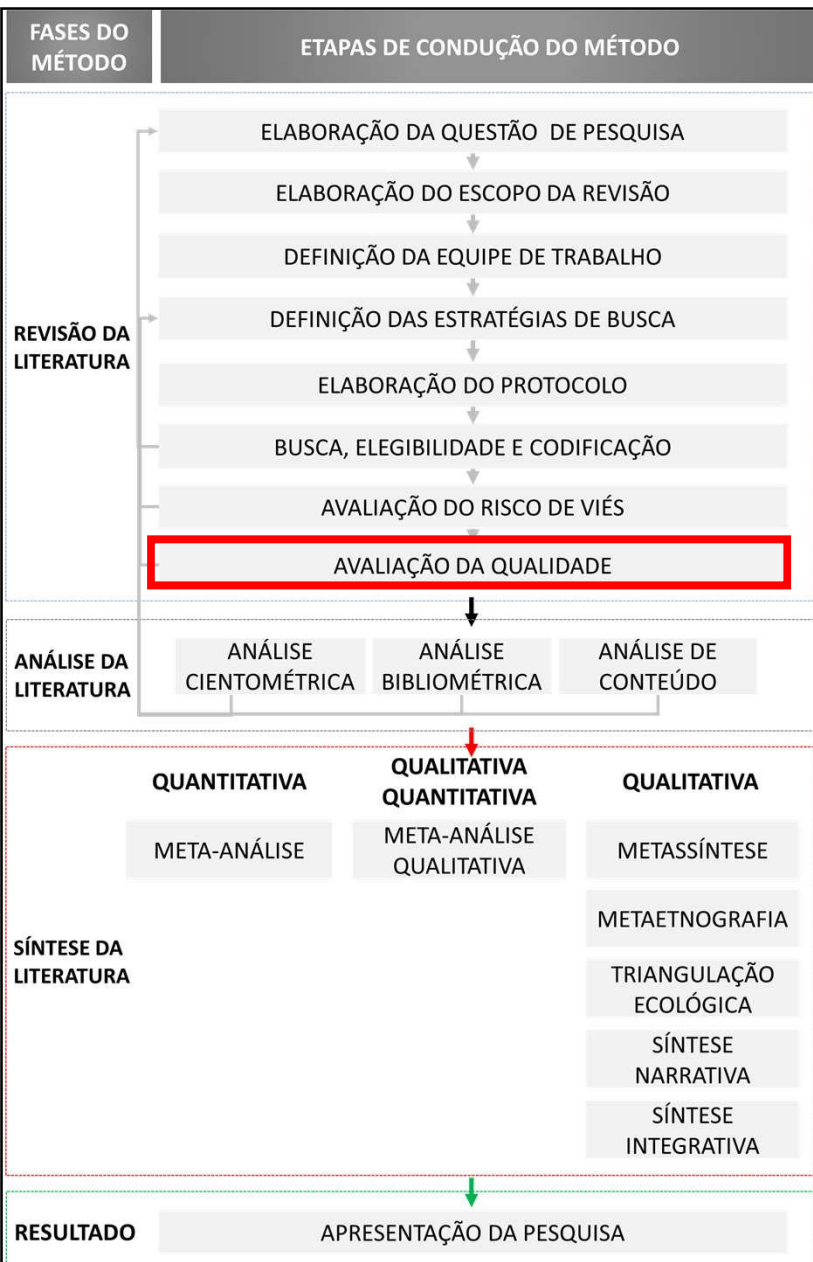 FASES DO
MÉTODO
ETAPAS DE CONDUÇÃO DO MÉTODO
REVISÃO DA
LITERATURA
ELABORAÇÃO DA QUESTÃO DE PESQUISA
ELABORAÇÃO DO ESCOPO DA REVISÃO
DEFINIÇÃO DA EQUIPE DE TRABALHO
DEFINIÇÃO DAS ESTRATÉGIAS DE BUSCA
ELABORAÇÃO DO PROTOCOLO
BUSCA, ELEGIBILIDADE E CODIFICAÇÃO
AVALIAÇÃO DO RISCO DE VIÉS
AVALIAÇÃO DA QUALIDADE
ANÁLISE DA
LITERATURA
ANÁLISE
CIENTOMÉTRICA
ANÁLISE
BIBLIOMÉTRICA
ANÁLISE DE
CONTEÚDO
SÍNTESE DA
LITERATURA
QUANTITATIVA
META-ANÁLISE
QUALITATIVA
QUANTITATIVA
META-ANÁLISE
QUALITATIVA
QUALITATIVA
METASSÍNTESE
METAETNOGRAFIA
TRIANGULAÇÃO
ECOLÓGICA
SÍNTESE
NARRATIVA
SÍNTESE
INTEGRATIVA
RESULTADO
APRESENTAÇÃO DA PESQUISA